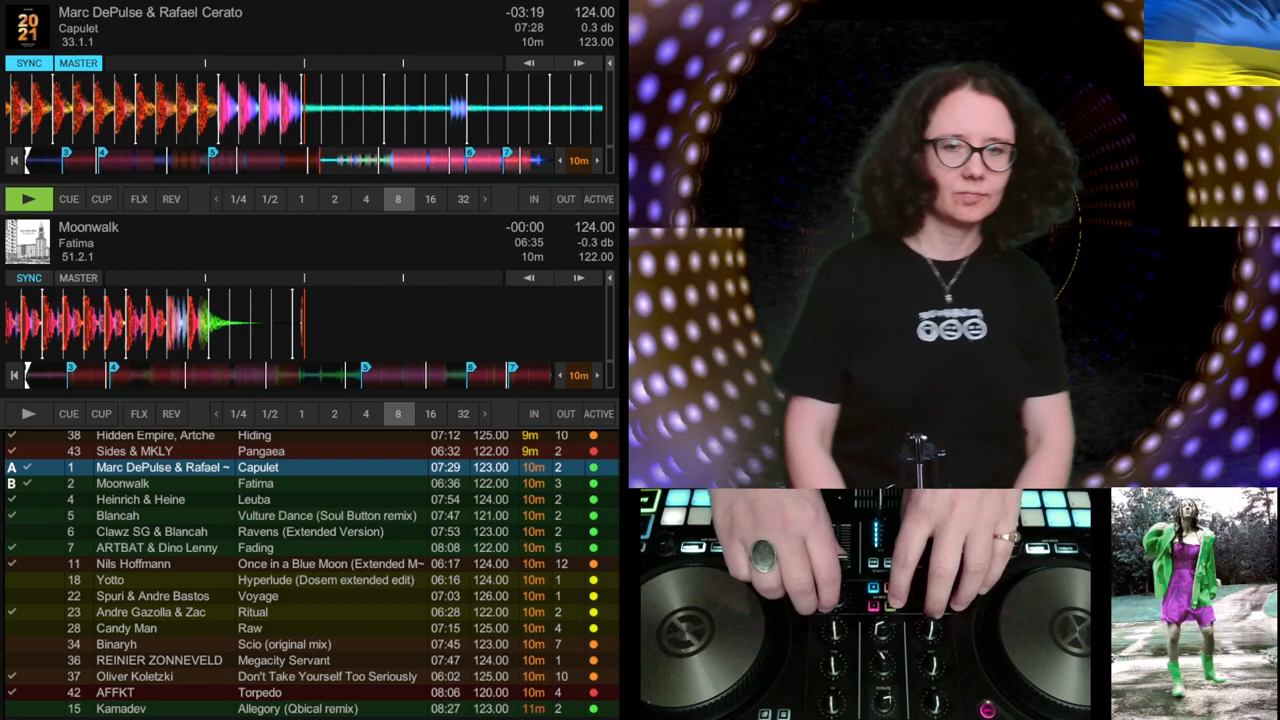 20
21
Marc DePulse & Rafael Cerato -03:19 124.00
Capulet 07:28 0.3 db
33.1.1 10m 123.00
SYNC MASTER
3 4 5 6 7 10m
CUE CUP FLX REV 1/4 1/2 1 2 4 8 16 32 IN OUT ACTIVE
Moonwalk -00:00 124.00
Fatima 06:35 -0.3 db
51.2.1 10m 122.00
SYNC MASTER
3 4 5 6 7 10m
CUE CUP FLX REV 1/4 1/2 1 2 4 8 16 32 IN OUT ACTIVE
38 Hidden Empire, Artche Hiding 07:12 125.00 9m 10
43 Sides & MKLY Pangaea 06:32 122.00 9m 2
A 1 Marc DePulse & Rafael ~ Capulet 07:29 123.00 10m 2
B 2 Moonwalk Fatima 06:36 122.00 10m 3
4 Heinrich & Heine Leuba 07:54 124.00 10m 2
5 Blancah Vulture Dance (Soul Button remix) 07:47 121.00 10m 2
6 Clawz SG & Blancah Ravens (Extended Version) 07:53 123.00 10m 2
7 ARTBAT & Dino Lenny Fading 08:08 122.00 10m 5
11 Nils Hoffmann Once in a Blue Moon (Extended M~ 06:17 124.00 10m 12
18 Yotto Hyperlude (Dosem extended edit) 06:16 124.00 10m 1
22 Spuri & Andre Bastos Voyage 07:03 126.00 10m 1
23 Andre Gazolla & Zac Ritual 06:28 122.00 10m 2
28 Candy Man Raw 07:15 125.00 10m 4
34 Binaryh Scio (original mix) 07:45 123.00 10m 7
36 REINIER ZONNEVELD Megacity Servant 07:47 124.00 10m 1
37 Oliver Koletzki Don't Take Yourself Too Seriously 06:02 125.00 10m 10
42 AFFKT Torpedo 08:06 120.00 10m 4
15 Kamadev Allegory (Qbical remix) 08:27 123.00 11m 2